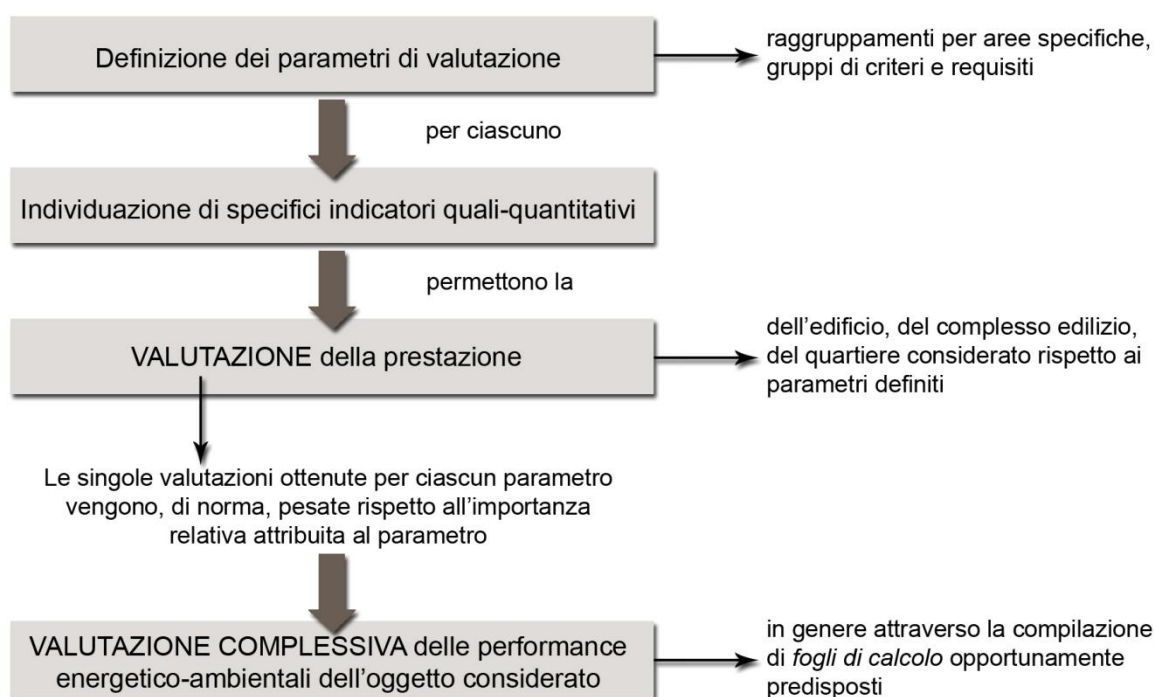 Definizione dei parametri di valutazione
raggruppamenti per aree specifiche,
gruppi di criteri e requisiti
per ciascuno
Individuazione di specifici indicatori quali-quantitativi
permettono la
VALUTAZIONE della prestazione
dell'edificio, del complesso edilizio,
del quartiere considerato rispetto ai
parametri definiti
Le singole valutazioni ottenute per ciascun parametro
vengono, di norma, pesate rispetto all'importanza
relativa attribuita al parametro
VALUTAZIONE COMPLESSIVA delle performance
energetico-ambientali dell'oggetto considerato
in genere attraverso la compilazione
di fogli di calcolo opportunamente
predisposti